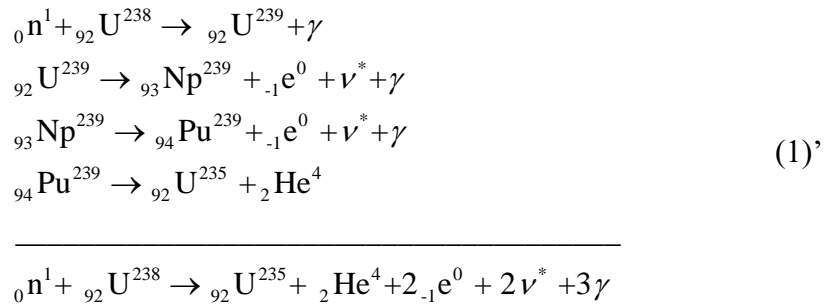 ₀n¹+₉₂U²³⁸ → ₉₂U²³⁹+γ
₉₂U²³⁹ → ₉₃Np²³⁹ + ₋₁e⁰ + ν*+γ
₉₃Np²³⁹ → ₉₄Pu²³⁹+ ₋₁e⁰ + ν*+γ
(1)’
₉₄Pu²³⁹ → ₉₂U²³⁵ + ₂He⁴
₀n¹+ ₉₂U²³⁸ → ₉₂U²³⁵+ ₂He⁴+2₋₁e⁰ + 2ν* +3γ